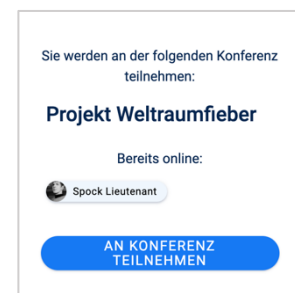 Sie werden an der folgenden Konferenz
teilnehmen:
Projekt Weltraumfieber
Bereits online:
Spock Lieutenant
AN KONFERENZ
TEILNEHMEN